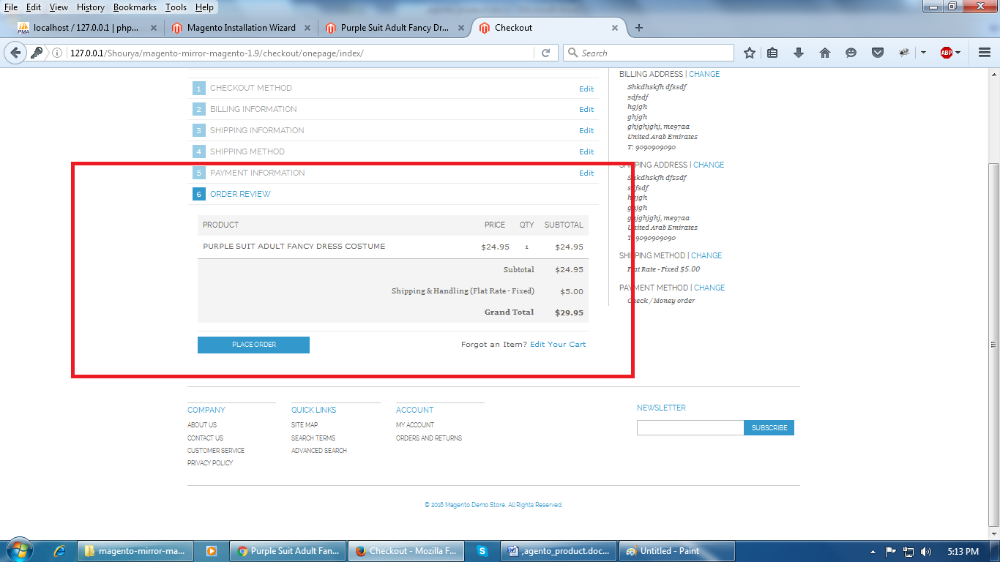 File Edit View History Bookmarks Tools Help
localhost / 127.0.0.1 | php...
Magento Installation Wizard
Purple Suit Adult Fancy Dr...
Checkout
127.0.0.1/Shourya/magento-mirror-magento-1.9/checkout/onepage/index/
Search
ABP
1 CHECKOUT METHOD Edit
2 BILLING INFORMATION Edit
3 SHIPPING INFORMATION Edit
4 SHIPPING METHOD Edit
5 PAYMENT INFORMATION Edit
6 ORDER REVIEW
PRODUCT PRICE QTY SUBTOTAL
PURPLE SUIT ADULT FANCY DRESS COSTUME $24.95 1 $24.95
Subtotal $24.95
Shipping & Handling (Flat Rate - Fixed) $5.00
Grand Total $29.95
PLACE ORDER
Forgot an Item? Edit Your Cart
BILLING ADDRESS | CHANGE
Shkdhskfh dfssdf
sdfsdf
hgjgh
ghjgh
ghjghjghj, me97aa
United Arab Emirates
T: 9090909090
SHIPPING ADDRESS | CHANGE
Shkdhskfh dfssdf
sdfsdf
hgjgh
ghjgh
ghjghjghj, me97aa
United Arab Emirates
T: 9090909090
SHIPPING METHOD | CHANGE
Flat Rate - Fixed $5.00
PAYMENT METHOD | CHANGE
Check / Money order
COMPANY
ABOUT US
CONTACT US
CUSTOMER SERVICE
PRIVACY POLICY
QUICK LINKS
SITE MAP
SEARCH TERMS
ADVANCED SEARCH
ACCOUNT
MY ACCOUNT
ORDERS AND RETURNS
NEWSLETTER
SUBSCRIBE
© 2016 Magento Demo Store. All Rights Reserved.
magento-mirror-ma...
Purple Suit Adult Fan...
Checkout - Mozilla F...
,agento_product.doc...
Untitled - Paint
5:13 PM